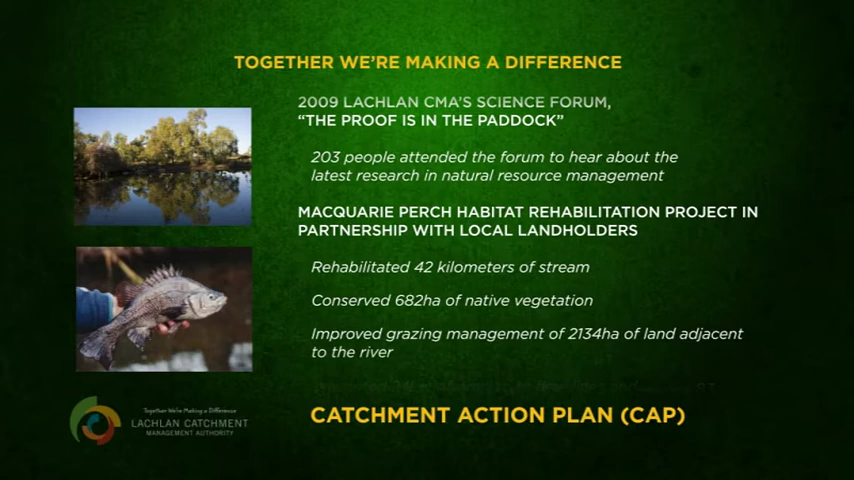 TOGETHER WE'RE MAKING A DIFFERENCE
2009 LACHLAN CMA'S SCIENCE FORUM,
“THE PROOF IS IN THE PADDOCK”
203 people attended the forum to hear about the
latest research in natural resource management
MACQUARIE PERCH HABITAT REHABILITATION PROJECT IN
PARTNERSHIP WITH LOCAL LANDHOLDERS
Rehabilitated 42 kilometers of stream
Conserved 682ha of native vegetation
Improved grazing management of 2134ha of land adjacent
to the river
Together We're Making a Difference
LACHLAN CATCHMENT
MANAGEMENT AUTHORITY
CATCHMENT ACTION PLAN (CAP)